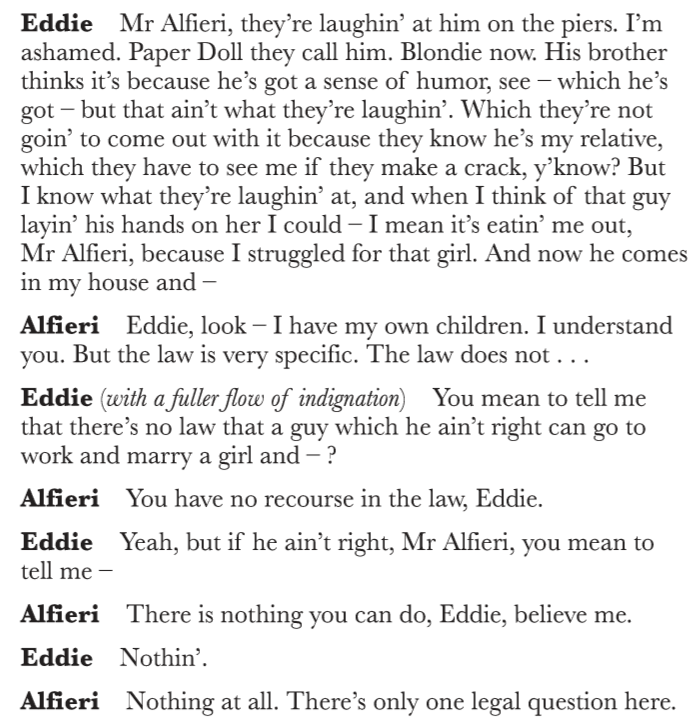 Eddie Mr Alfieri, they’re laughin’ at him on the piers. I’m
ashamed. Paper Doll they call him. Blondie now. His brother
thinks it’s because he’s got a sense of humor, see – which he’s
got – but that ain’t what they’re laughin’. Which they’re not
goin’ to come out with it because they know he’s my relative,
which they have to see me if they make a crack, y’know? But
I know what they’re laughin’ at, and when I think of that guy
layin’ his hands on her I could – I mean it’s eatin’ me out,
Mr Alfieri, because I struggled for that girl. And now he comes
in my house and –
Alfieri Eddie, look – I have my own children. I understand
you. But the law is very specific. The law does not . . .
Eddie (with a fuller flow of indignation) You mean to tell me
that there’s no law that a guy which he ain’t right can go to
work and marry a girl and – ?
Alfieri You have no recourse in the law, Eddie.
Eddie Yeah, but if he ain’t right, Mr Alfieri, you mean to
tell me –
Alfieri There is nothing you can do, Eddie, believe me.
Eddie Nothin’.
Alfieri Nothing at all. There’s only one legal question here.